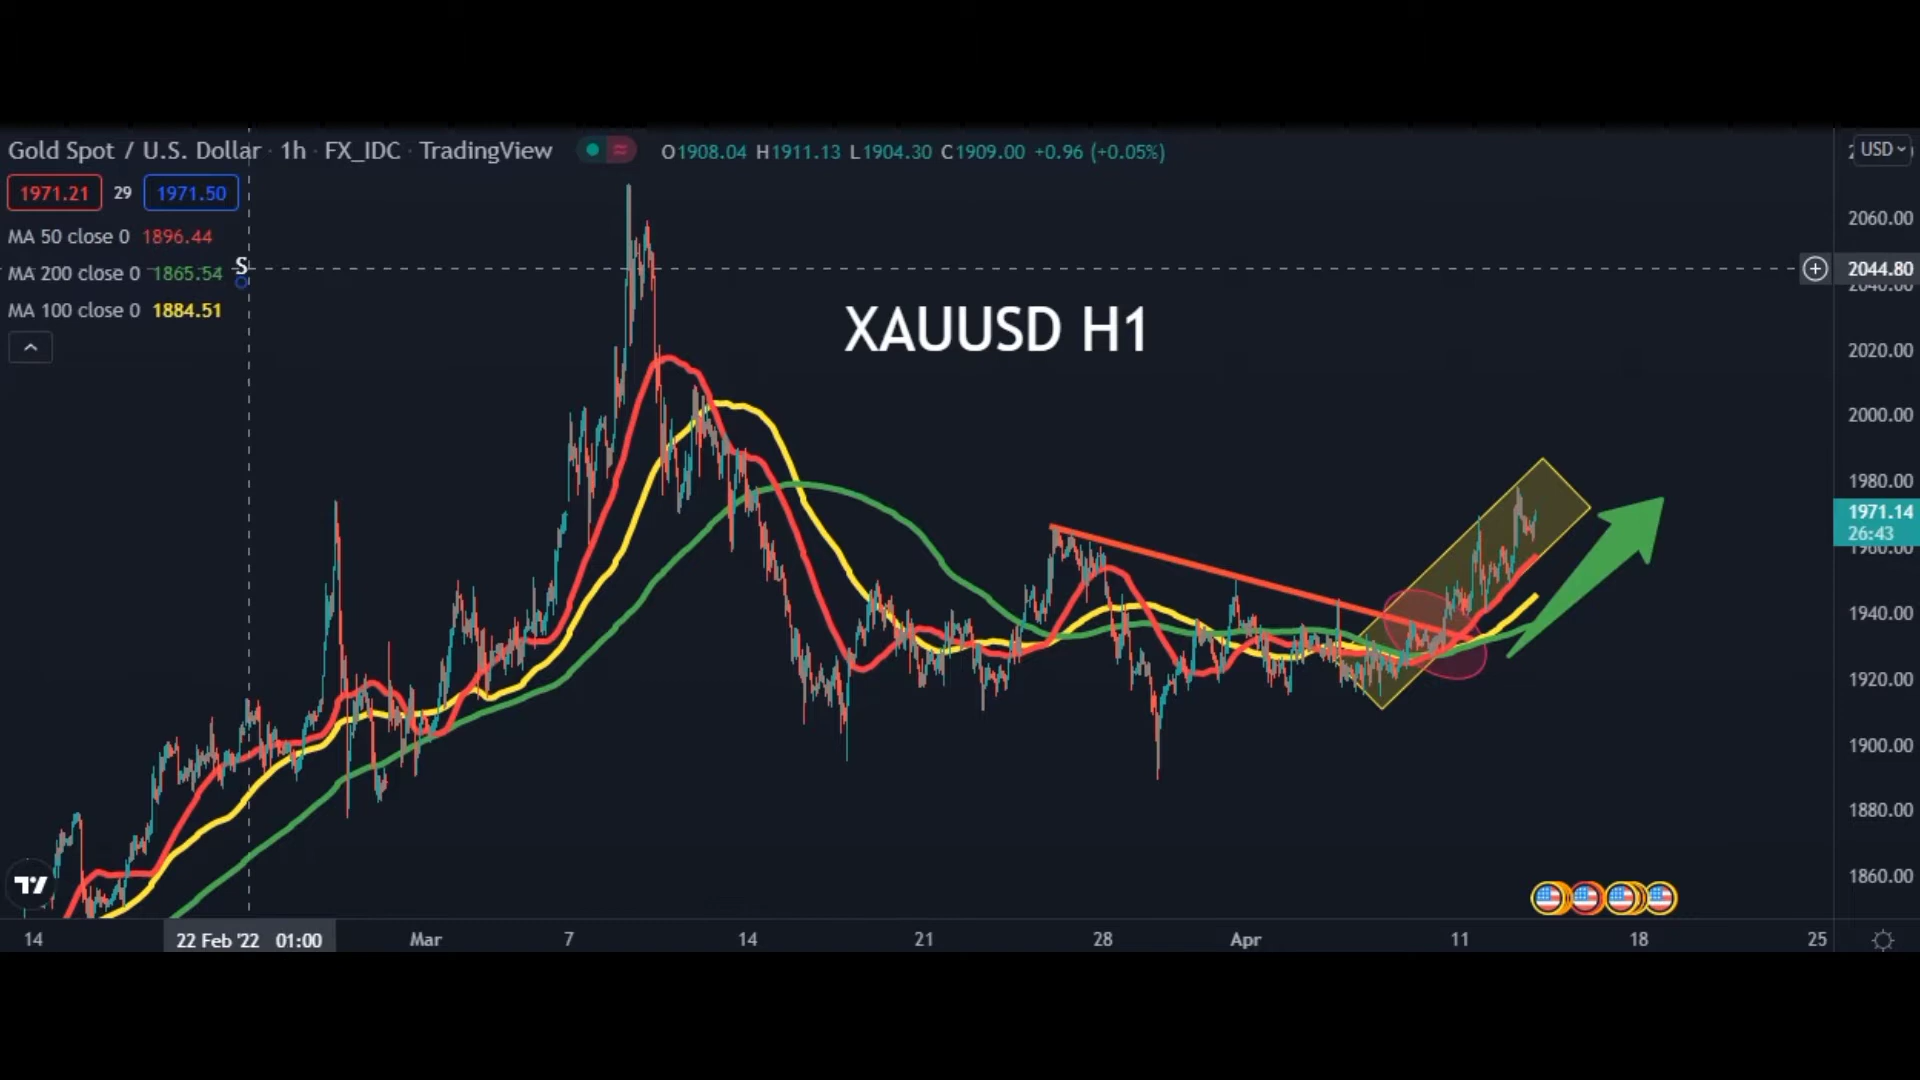 Gold Spot / U.S. Dollar · 1h · FX_IDC · TradingView O1908.04 H1911.13 L1904.30 C1909.00 +0.96 (+0.05%) USD
1971.21 29 1971.50
MA 50 close 0 1896.44
MA 200 close 0 1865.54 S
MA 100 close 0 1884.51
XAUUSD H1
2060.00
2044.80
2040.00
2020.00
2000.00
1980.00
1971.14
26:43
1960.00
1940.00
1920.00
1900.00
1880.00
1860.00
14 22 Feb '22 01:00 Mar 7 14 21 28 Apr 11 18 25